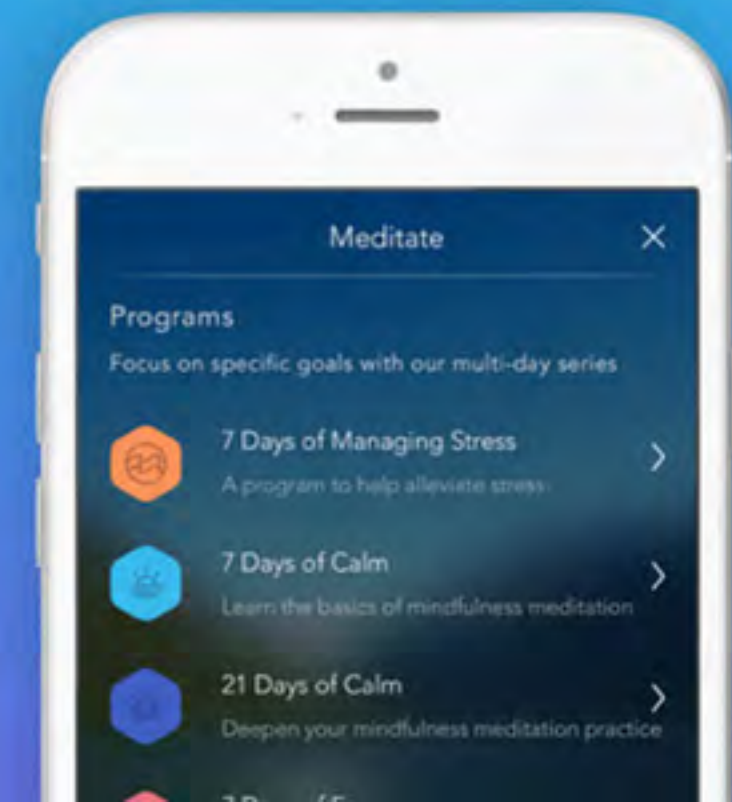 Meditate
Programs
Focus on specific goals with our multi-day series
7 Days of Managing Stress
A program to help alleviate stress
7 Days of Calm
Learn the basics of mindfulness meditation
21 Days of Calm
Deepen your mindfulness meditation practice